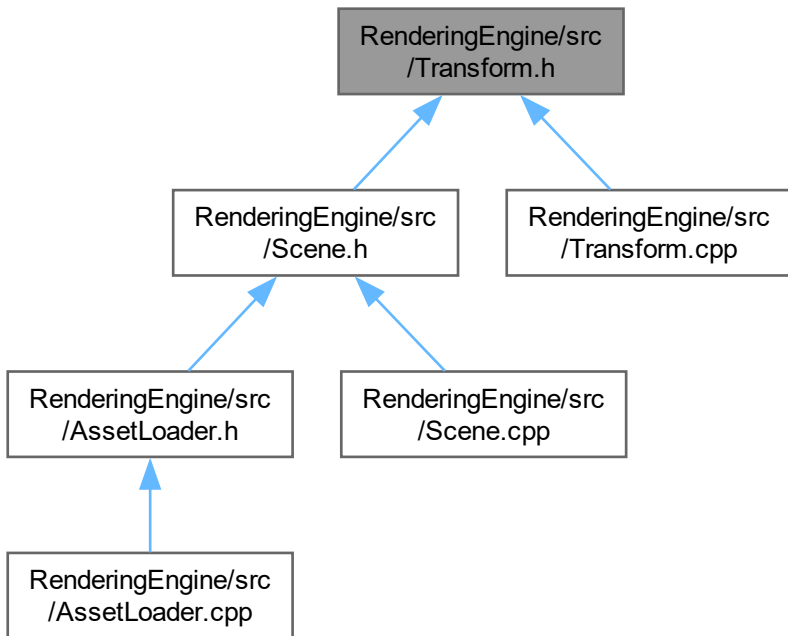 RenderingEngine/src
/Transform.h
RenderingEngine/src
/Scene.h
RenderingEngine/src
/Transform.cpp
RenderingEngine/src
/AssetLoader.h
RenderingEngine/src
/Scene.cpp
RenderingEngine/src
/AssetLoader.cpp